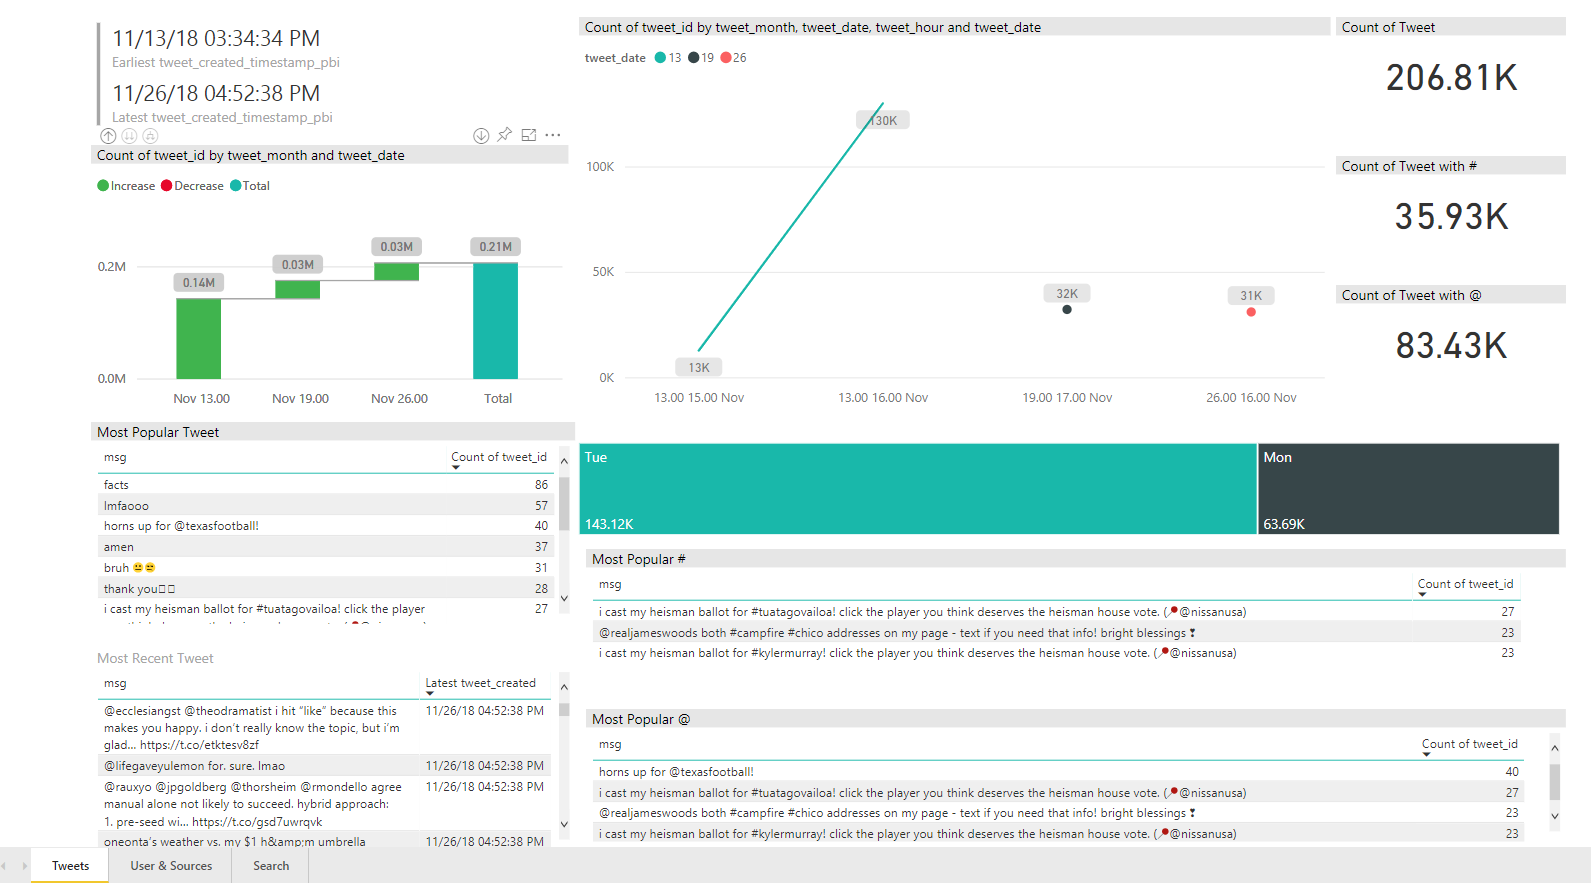 11/13/18 03:34:34 PM
Earliest tweet_created_timestamp_pbi
11/26/18 04:52:38 PM
Latest tweet_created_timestamp_pbi
Count of tweet_id by tweet_month and tweet_date
Increase Decrease Total
0.2M
0.0M
0.14M
0.03M
0.03M
0.21M
Nov 13.00 Nov 19.00 Nov 26.00 Total
Count of tweet_id by tweet_month, tweet_date, tweet_hour and tweet_date
tweet_date 13 19 26
100K
50K
0K
13K
130K
32K
31K
13.00 15.00 Nov 13.00 16.00 Nov 19.00 17.00 Nov 26.00 16.00 Nov
Count of Tweet
206.81K
Count of Tweet with #
35.93K
Count of Tweet with @
83.43K
Most Popular Tweet
msg Count of tweet_id
facts 86
lmfaooo 57
horns up for @texasfootball! 40
amen 37
bruh 31
thank you 28
i cast my heisman ballot for #tuatagovailoa! click the player 27
Tue
143.12K
Mon
63.69K
Most Popular #
msg Count of tweet_id
i cast my heisman ballot for #tuatagovailoa! click the player you think deserves the heisman house vote. (📍@nissanusa) 27
@realjameswoods both #campfire #chico addresses on my page - text if you need that info! bright blessings ❣ 23
i cast my heisman ballot for #kylermurray! click the player you think deserves the heisman house vote. (📍@nissanusa) 23
Most Recent Tweet
msg Latest tweet_created
@ecclesiangst @theodramatist i hit “like” because this 11/26/18 04:52:38 PM
makes you happy. i don’t really know the topic, but i’m
glad... https://t.co/etktesv8zf
@lifegaveyulemon for. sure. lmao 11/26/18 04:52:38 PM
@rauxyo @jpgoldberg @thorsheim @rmondello agree 11/26/18 04:52:38 PM
manual alone not likely to succeed. hybrid approach:
1. pre-seed wi... https://t.co/gsd7uwrqvk
oneonta’s weather vs. my $1 h&amp;m umbrella 11/26/18 04:52:38 PM
Most Popular @
msg Count of tweet_id
horns up for @texasfootball! 40
i cast my heisman ballot for #tuatagovailoa! click the player you think deserves the heisman house vote. (📍@nissanusa) 27
@realjameswoods both #campfire #chico addresses on my page - text if you need that info! bright blessings ❣ 23
i cast my heisman ballot for #kylermurray! click the player you think deserves the heisman house vote. (📍@nissanusa) 23
Tweets User & Sources Search